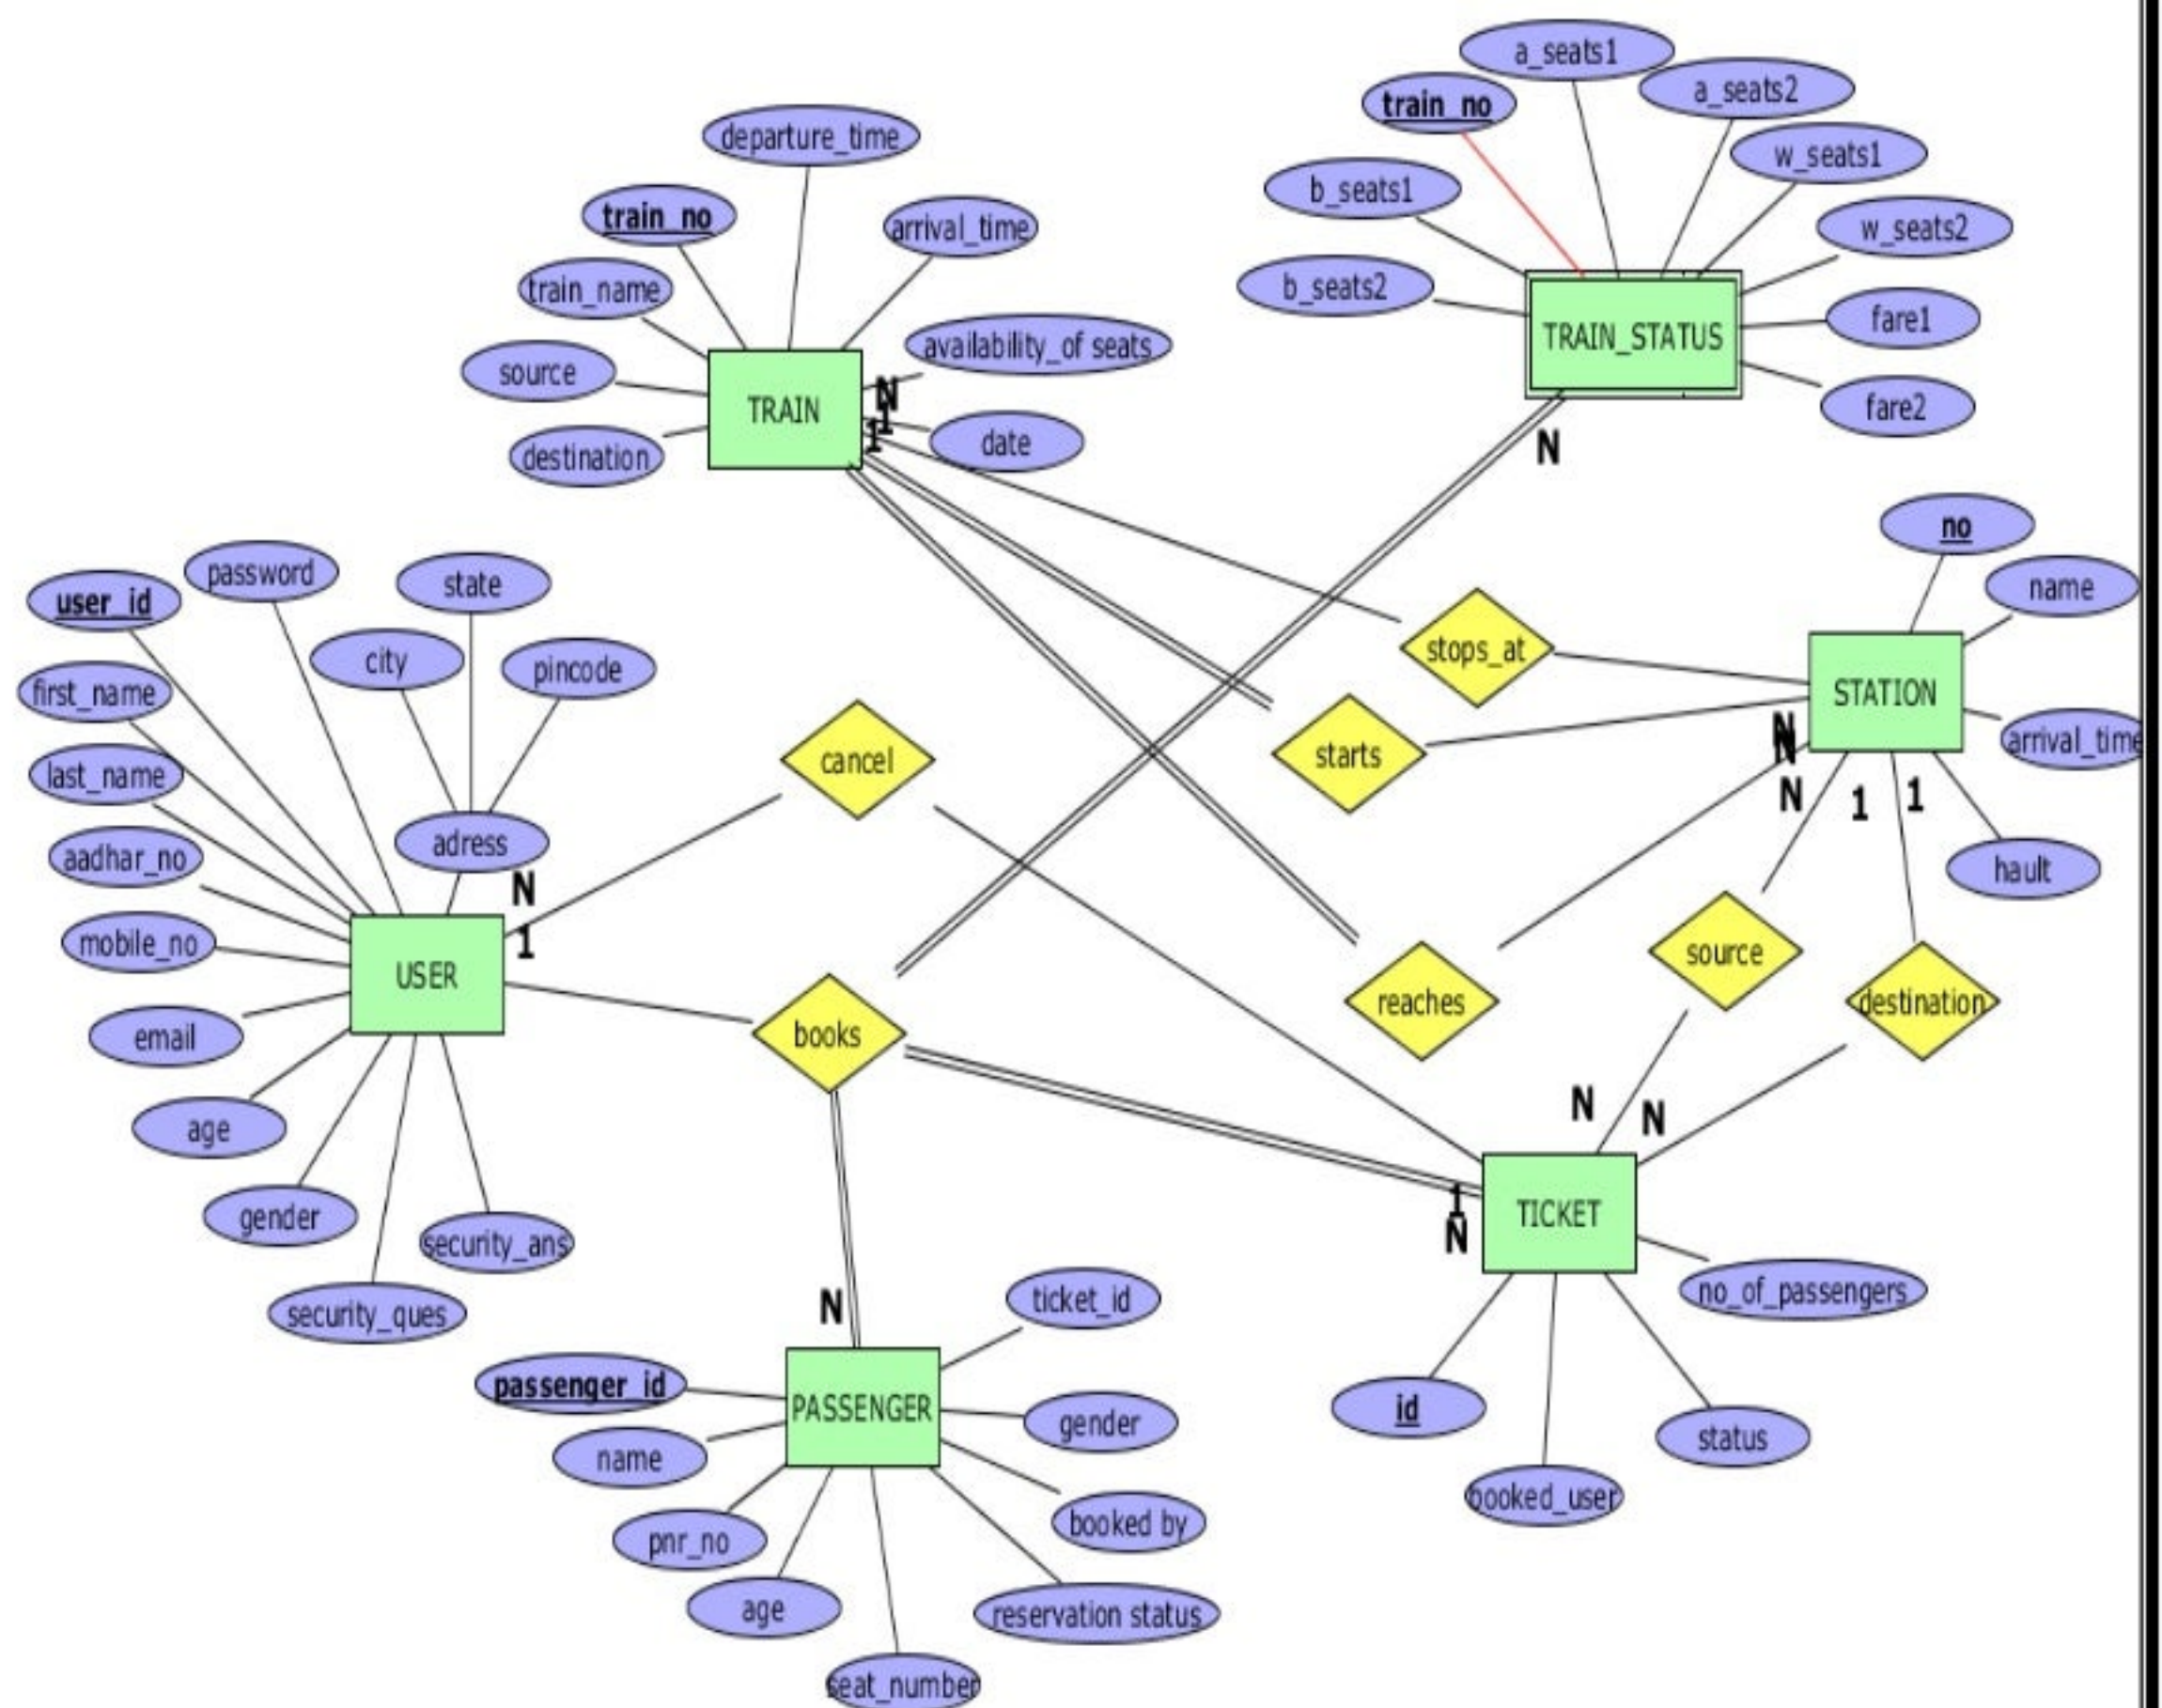 a_seats1
train_no
a_seats2
departure_time
w_seats1
b_seats1
train_no
arrival_time
w_seats2
train_name
b_seats2
fare1
TRAIN_STATUS
availability_of seats
source
N
fare2
TRAIN
1
1
date
N
destination
no
password
state
name
user_id
city
pincode
stops_at
first_name
STATION
N
arrival_time
N
starts
cancel
last_name
N
1
1
adress
aadhar_no
hault
N
1
mobile_no
source
USER
reaches
destination
books
email
N
N
age
1
TICKET
gender
N
security_ans
no_of_passengers
ticket_id
N
security_ques
passenger_id
PASSENGER
id
gender
status
name
booked_user
booked by
pnr_no
age
reservation status
seat_number